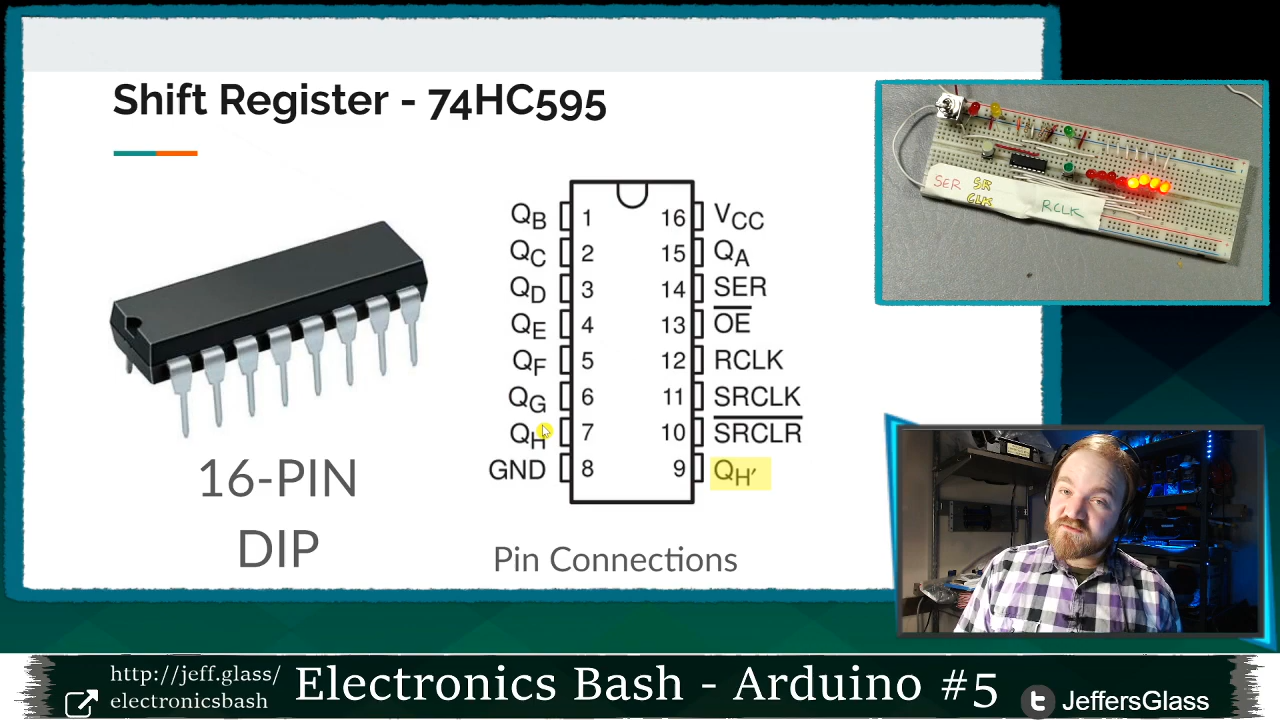 Shift Register - 74HC595
16-PIN
DIP
QB 1 16 VCC
QC 2 15 QA
QD 3 14 SER
QE 4 13 OE
QF 5 12 RCLK
QG 6 11 SRCLK
QH 7 10 SRCLR
GND 8 9 QH′
Pin Connections
SER SR CLK RCLK
http://jeff.glass/
electronicsbash
Electronics Bash - Arduino #5
JeffersGlass